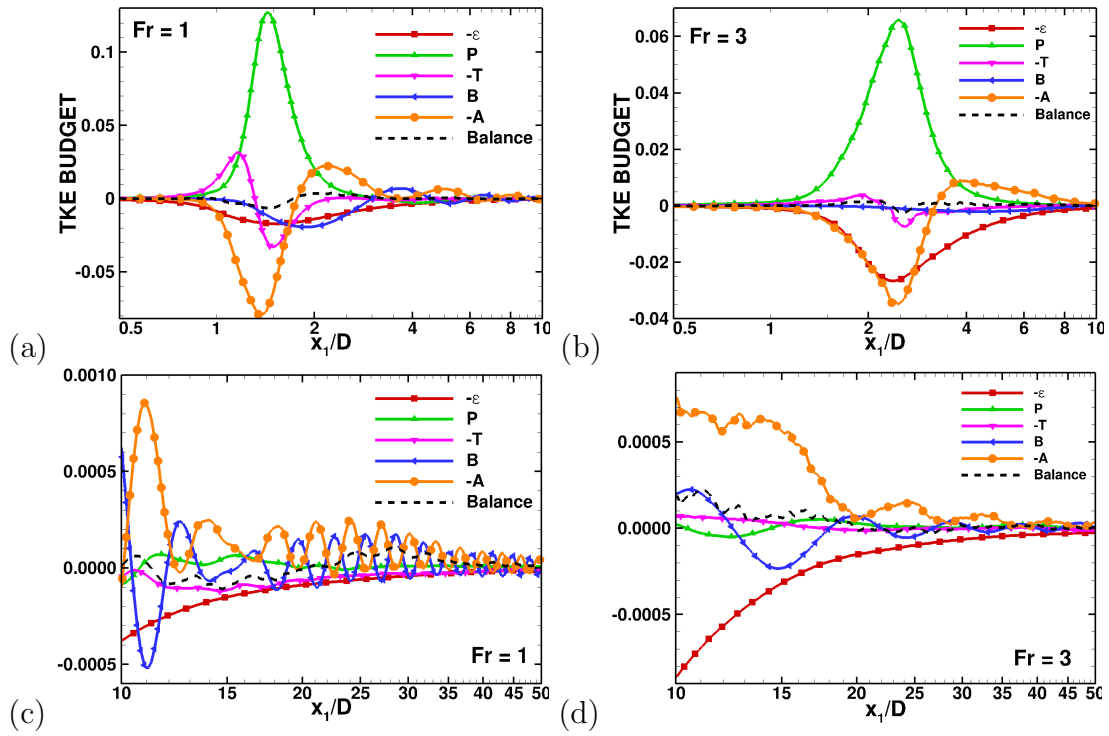 Fr = 1
TKE BUDGET
0.1
0.05
0
-0.05
0.5 1 2 4 6 8 10
x1/D
-ε
P
-T
B
-A
Balance
(a)
Fr = 3
TKE BUDGET
0.06
0.04
0.02
0
-0.02
-0.04
0.5 1 2 4 6 8 10
x1/D
-ε
P
-T
B
-A
Balance
(b)
0.0010
0.0005
0.0000
-0.0005
10 15 20 25 30 35 40 45 50
x1/D
-ε
P
-T
B
-A
Balance
Fr = 1
(c)
0.0005
0.0000
-0.0005
10 15 20 25 30 35 40 45 50
x1/D
-ε
P
-T
B
-A
Balance
Fr = 3
(d)